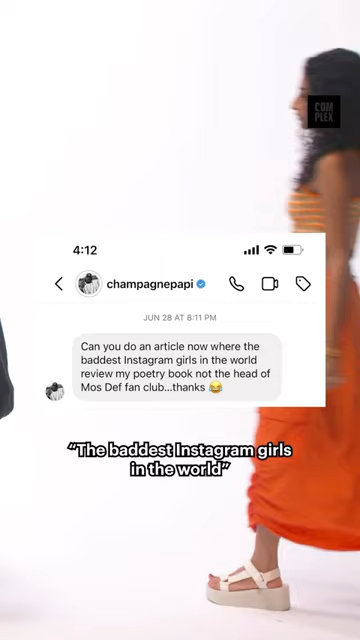 COM
PLEX
4:12
champagnepapi
JUN 28 AT 8:11 PM
Can you do an article now where the
baddest Instagram girls in the world
review my poetry book not the head of
Mos Def fan club...thanks 😂
“The baddest Instagram girls
in the world”